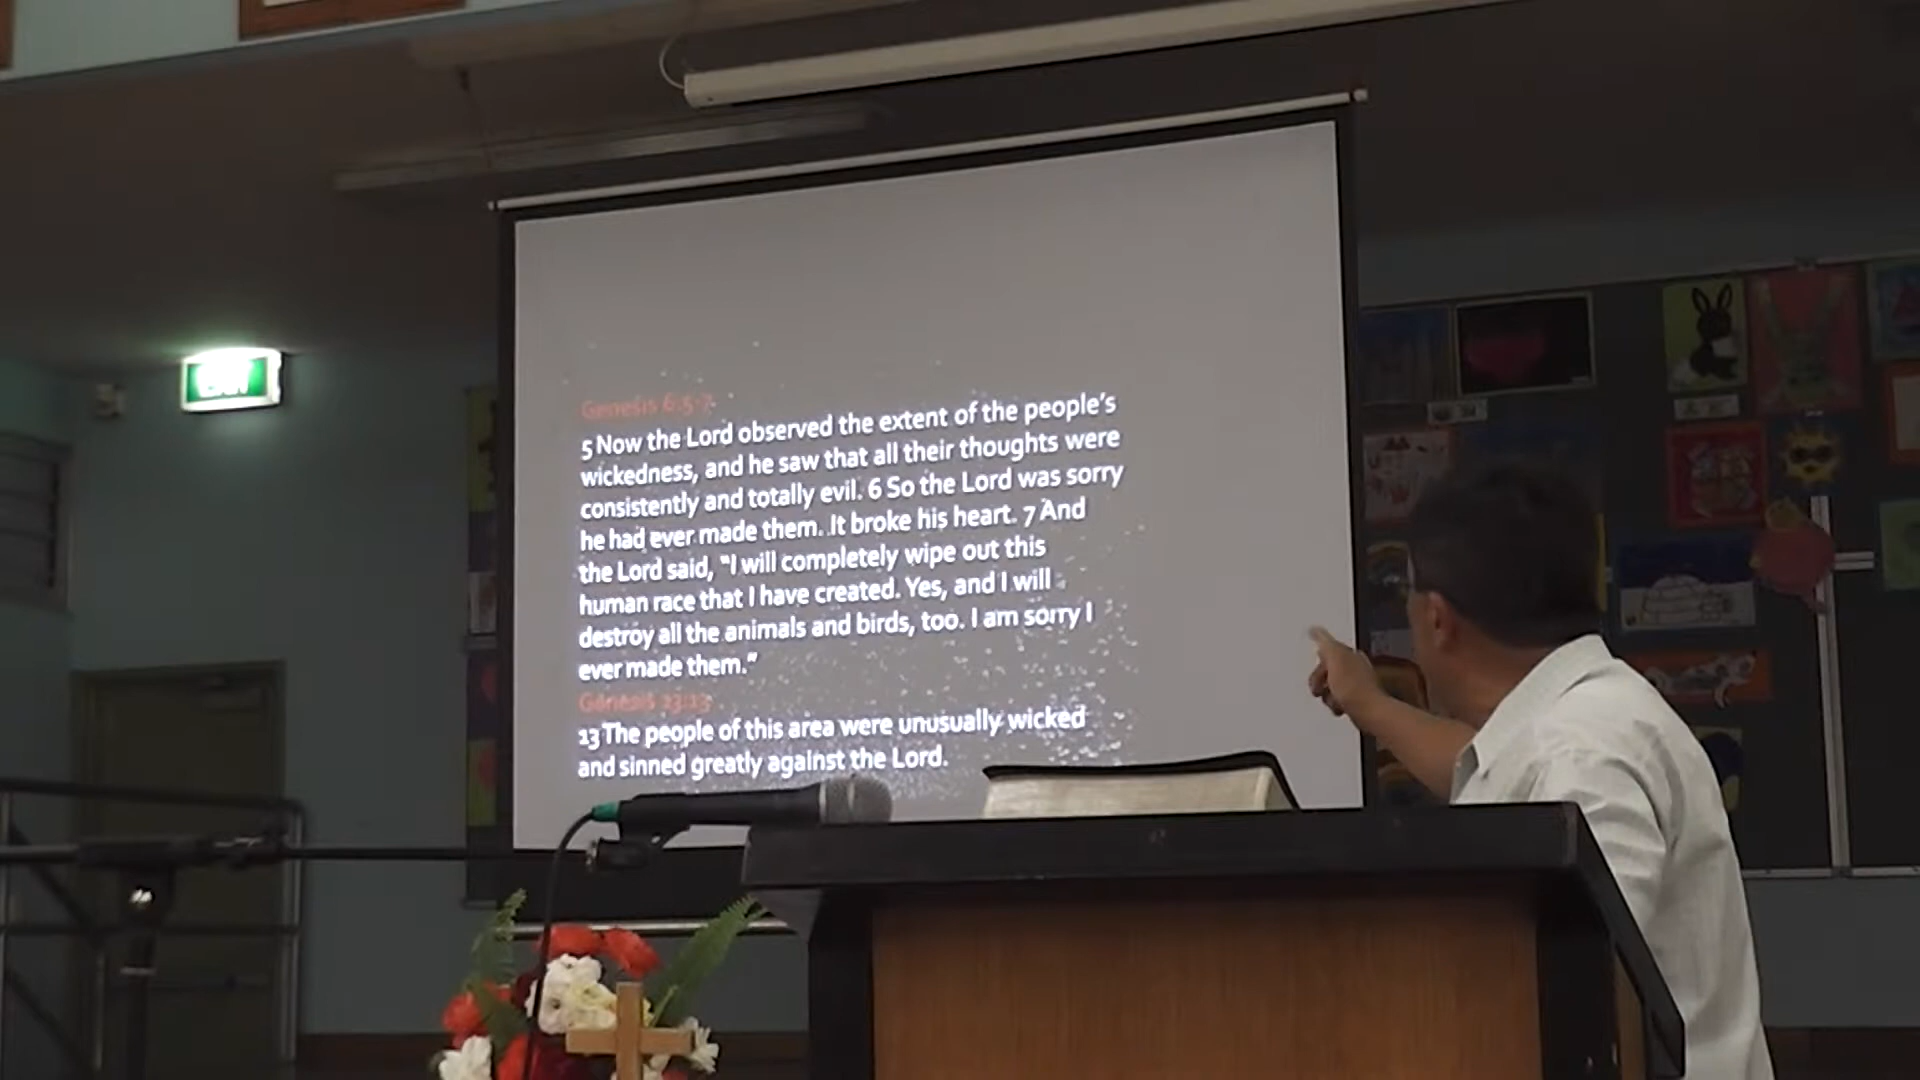 EXIT
Genesis 6:5-7
5 Now the Lord observed the extent of the people's
wickedness, and he saw that all their thoughts were
consistently and totally evil. 6 So the Lord was sorry
he had ever made them. It broke his heart. 7 And
the Lord said, "I will completely wipe out this
human race that I have created. Yes, and I will
destroy all the animals and birds, too. I am sorry I
ever made them."
Genesis 13:13
13 The people of this area were unusually wicked
and sinned greatly against the Lord.